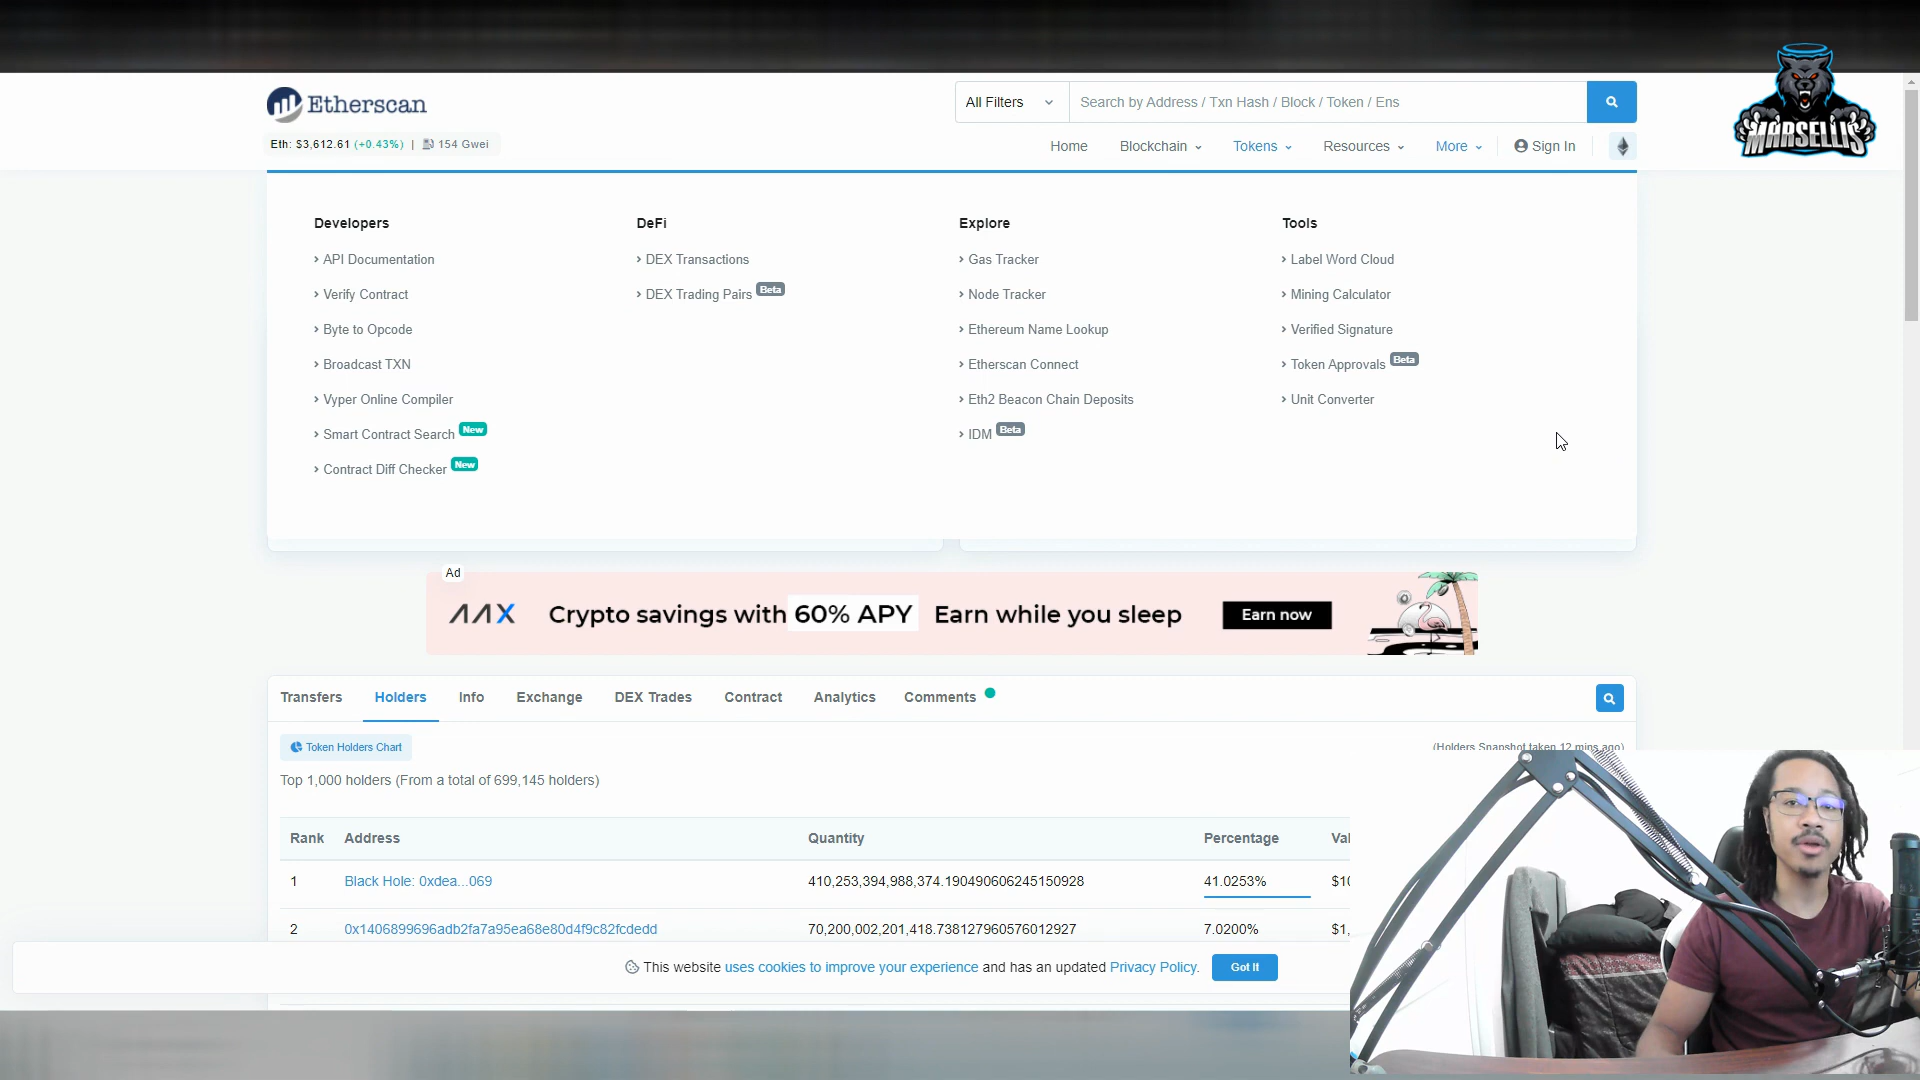 Etherscan
All Filters
Search by Address / Txn Hash / Block / Token / Ens
MARSELLIS
Eth: $3,612.61 (+0.43%) | 154 Gwei
Home
Blockchain
Tokens
Resources
More
Sign In
Developers
API Documentation
Verify Contract
Byte to Opcode
Broadcast TXN
Vyper Online Compiler
Smart Contract Search New
Contract Diff Checker New
DeFi
DEX Transactions
DEX Trading Pairs Beta
Explore
Gas Tracker
Node Tracker
Ethereum Name Lookup
Etherscan Connect
Eth2 Beacon Chain Deposits
IDM Beta
Tools
Label Word Cloud
Mining Calculator
Verified Signature
Token Approvals Beta
Unit Converter
Ad
AAX Crypto savings with 60% APY Earn while you sleep Earn now
Transfers
Holders
Info
Exchange
DEX Trades
Contract
Analytics
Comments
Token Holders Chart
(Holders Snapshot taken 12 mins ago)
Top 1,000 holders (From a total of 699,145 holders)
Rank Address Quantity Percentage
1 Black Hole: 0xdea...069 410,253,394,988,374.190490606245150928 41.0253%
2 0x1406899696adb2fa7a95ea68e80d4f9c82fcdedd 70,200,002,201,418.738127960576012927 7.0200% $1,
This website uses cookies to improve your experience and has an updated Privacy Policy. Got It